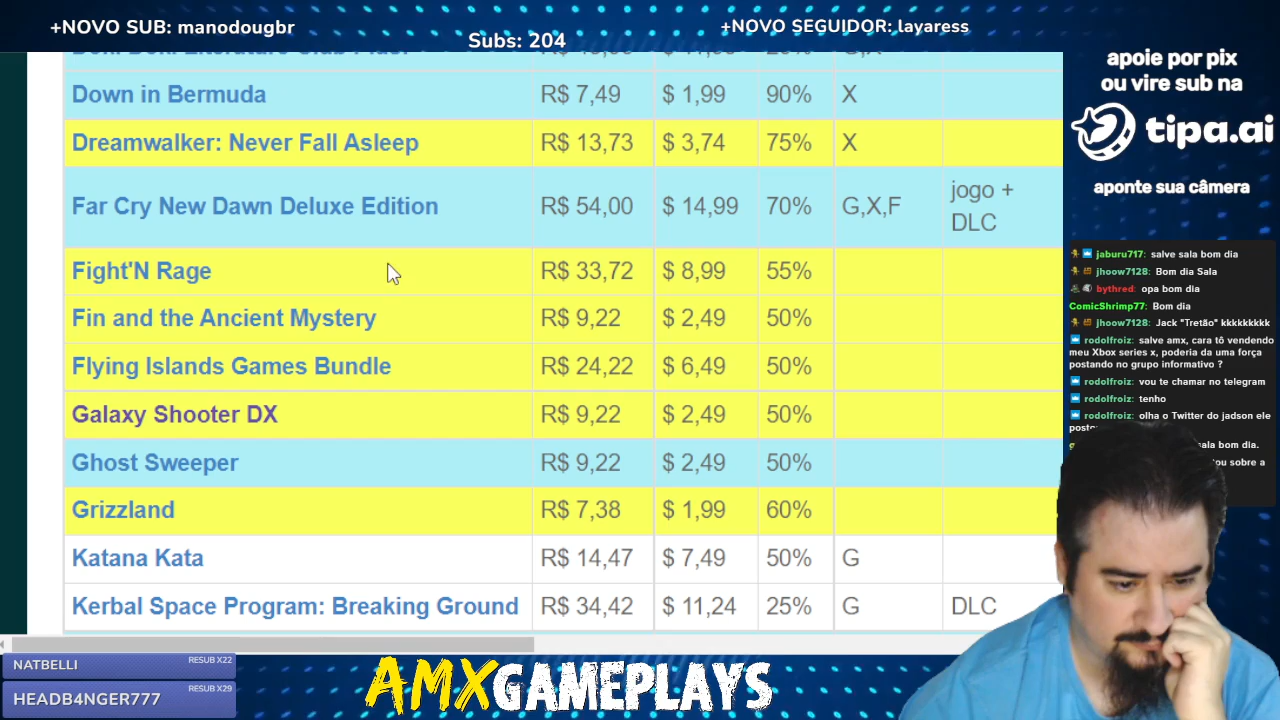 +NOVO SUB: manodougbr
Subs: 204
+NOVO SEGUIDOR: layaress
Down in Bermuda R$ 7,49 $ 1,99 90% X
Dreamwalker: Never Fall Asleep R$ 13,73 $ 3,74 75% X
Far Cry New Dawn Deluxe Edition R$ 54,00 $ 14,99 70% G,X,F jogo +
DLC
Fight'N Rage R$ 33,72 $ 8,99 55%
Fin and the Ancient Mystery R$ 9,22 $ 2,49 50%
Flying Islands Games Bundle R$ 24,22 $ 6,49 50%
Galaxy Shooter DX R$ 9,22 $ 2,49 50%
Ghost Sweeper R$ 9,22 $ 2,49 50%
Grizzland R$ 7,38 $ 1,99 60%
Katana Kata R$ 14,47 $ 7,49 50% G
Kerbal Space Program: Breaking Ground R$ 34,42 $ 11,24 25% G DLC
apoie por pix
ou vire sub na
tipa.ai
aponte sua câmera
jaburu717: salve sala bom dia
jhoow7128: Bom dia Sala
bythred: opa bom dia
ComicShrimp77: Bom dia
jhoow7128: Jack "Tretão" kkkkkkkkk
rodolfroiz: salve amx, cara tô vendendo
meu Xbox series x, poderia da uma força
postando no grupo informativo ?
rodolfroiz: vou te chamar no telegram
rodolfroiz: tenho
rodolfroiz: olha o Twitter do jadson ele
sala bom dia.
sobre a
NATBELLI RESUB X22
HEADB4NGER777 RESUB X29
AMXGAMEPLAYS